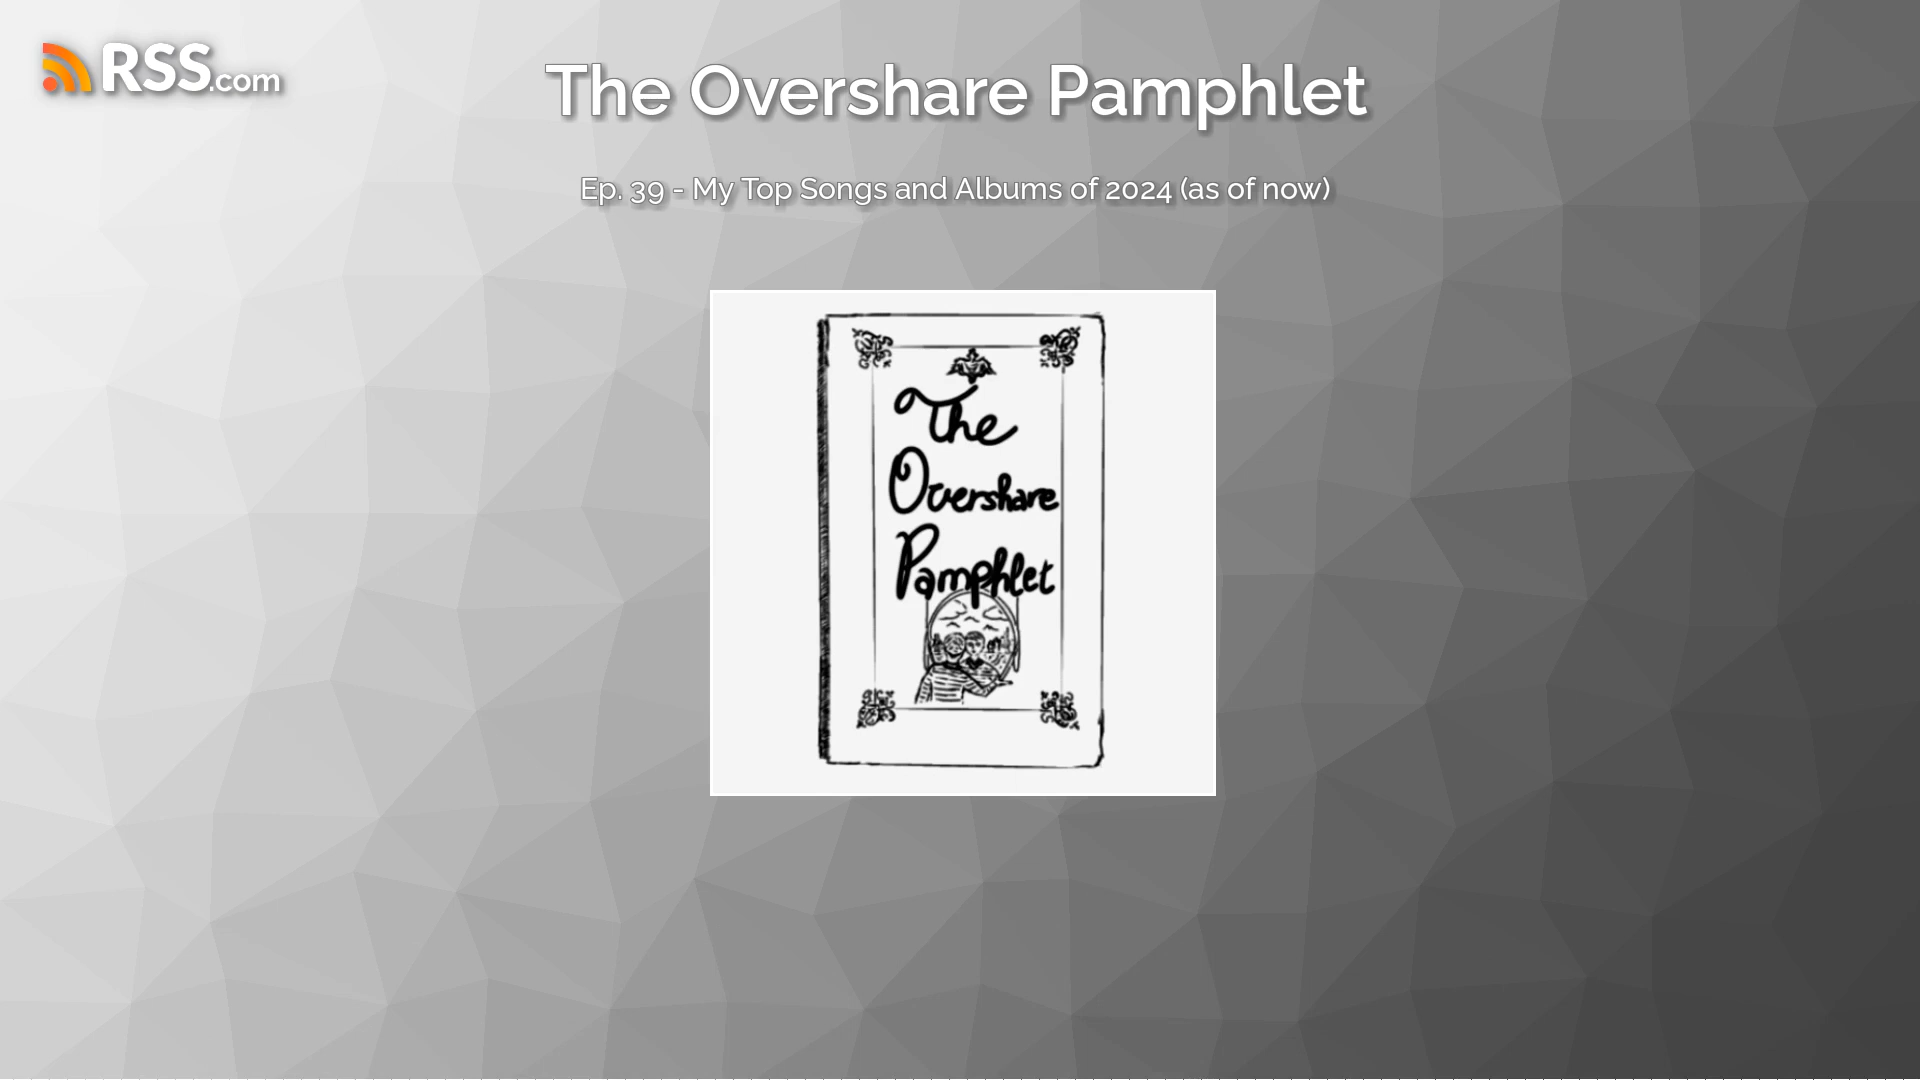 RSS.com
The Overshare Pamphlet
Ep. 39 - My Top Songs and Albums of 2024 (as of now)
The
Overshare
Pamphlet